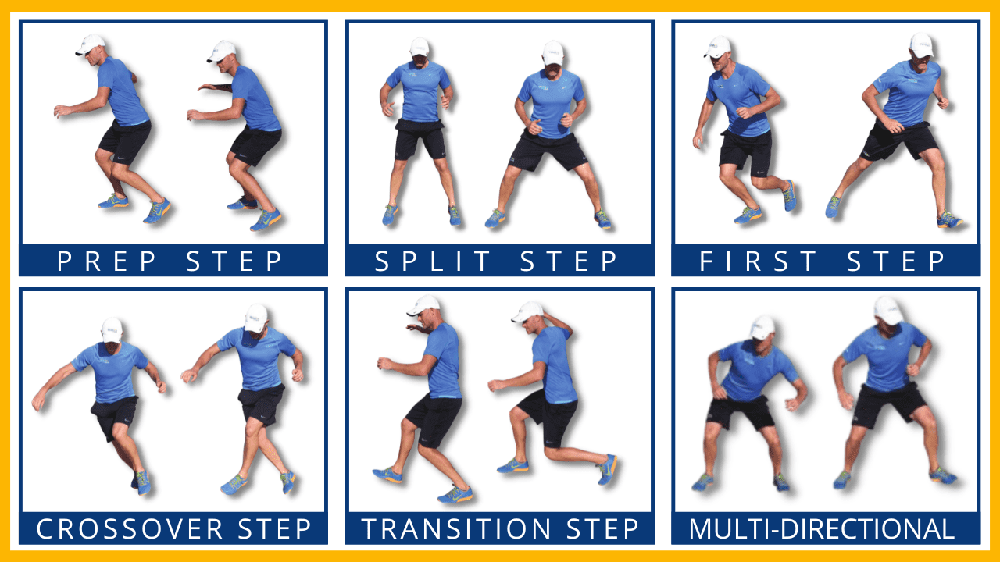 PREP STEP
SPLIT STEP
FIRST STEP
CROSSOVER STEP
TRANSITION STEP
MULTI-DIRECTIONAL